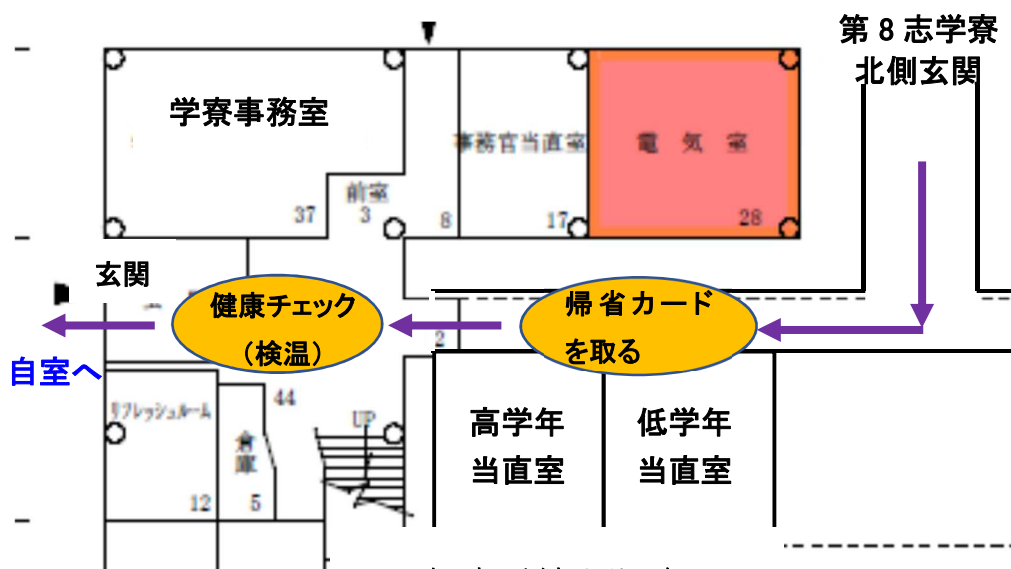 第８志学寮
北側玄関
学寮事務室
事務官当直室
電気室
前室
37
3
8
17
28
玄関
健康チェック
（検温）
帰省カード
を取る
2
自室へ
リフレッシュルーム
44
UP
倉庫
高学年
当直室
低学年
当直室
12
5